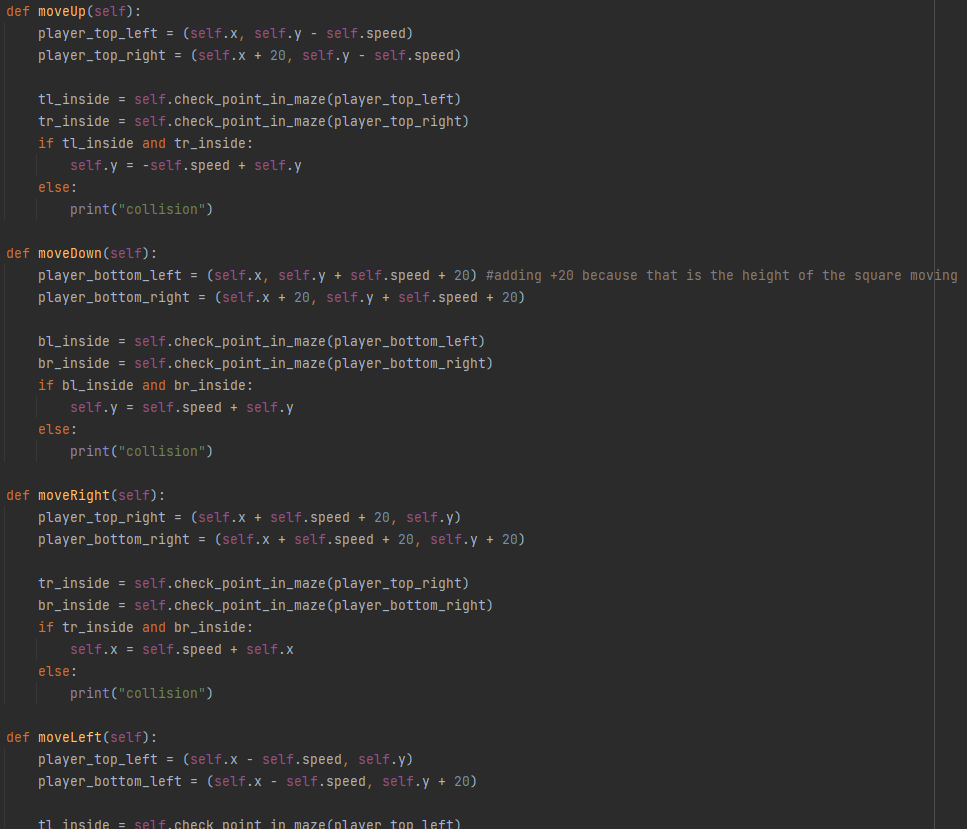 def moveUp(self):
    player_top_left = (self.x, self.y - self.speed)
    player_top_right = (self.x + 20, self.y - self.speed)

    tl_inside = self.check_point_in_maze(player_top_left)
    tr_inside = self.check_point_in_maze(player_top_right)
    if tl_inside and tr_inside:
        self.y = -self.speed + self.y
    else:
        print("collision")

def moveDown(self):
    player_bottom_left = (self.x, self.y + self.speed + 20) #adding +20 because that is the height of the square moving
    player_bottom_right = (self.x + 20, self.y + self.speed + 20)

    bl_inside = self.check_point_in_maze(player_bottom_left)
    br_inside = self.check_point_in_maze(player_bottom_right)
    if bl_inside and br_inside:
        self.y = self.speed + self.y
    else:
        print("collision")

def moveRight(self):
    player_top_right = (self.x + self.speed + 20, self.y)
    player_bottom_right = (self.x + self.speed + 20, self.y + 20)

    tr_inside = self.check_point_in_maze(player_top_right)
    br_inside = self.check_point_in_maze(player_bottom_right)
    if tr_inside and br_inside:
        self.x = self.speed + self.x
    else:
        print("collision")

def moveLeft(self):
    player_top_left = (self.x - self.speed, self.y)
    player_bottom_left = (self.x - self.speed, self.y + 20)

    tl_inside = self.check_point_in_maze(player_top_left)